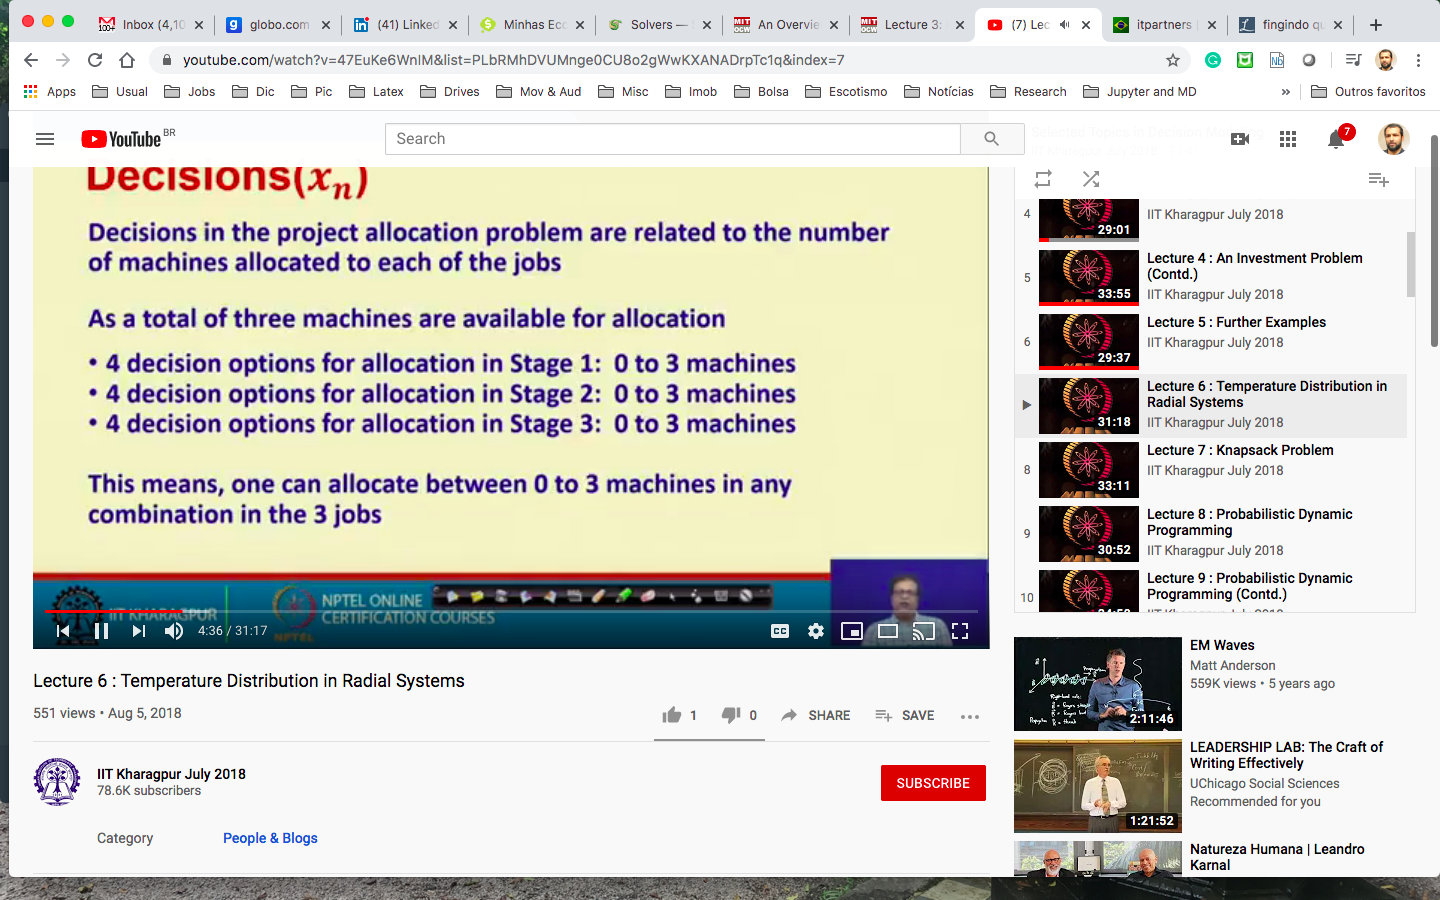 Inbox (4,10
100+
globo.com
(41) Linked
Minhas Eco
Solvers —
An Overvie
Lecture 3:
(7) Lec
itpartners
fingindo qu
youtube.com/watch?v=47EuKe6WnIM&list=PLbRMhDVUMnge0CU8o2gWwKXANADrpTc1q&index=7
Apps
Usual
Jobs
Dic
Pic
Latex
Drives
Mov & Aud
Misc
Imob
Bolsa
Escotismo
Notícias
Research
Jupyter and MD
»
Outros favoritos
YouTube BR
Search
7
Decisions(xₙ)
Decisions in the project allocation problem are related to the number
of machines allocated to each of the jobs
As a total of three machines are available for allocation
• 4 decision options for allocation in Stage 1: 0 to 3 machines
• 4 decision options for allocation in Stage 2: 0 to 3 machines
• 4 decision options for allocation in Stage 3: 0 to 3 machines
This means, one can allocate between 0 to 3 machines in any
combination in the 3 jobs
IIT KHARAGPUR
NPTEL
NPTEL ONLINE
CERTIFICATION COURSES
4:36 / 31:17
CC
Lecture 6 : Temperature Distribution in Radial Systems
551 views • Aug 5, 2018
1
0
SHARE
SAVE
IIT Kharagpur July 2018
78.6K subscribers
SUBSCRIBE
Category
People & Blogs
4
29:01
IIT Kharagpur July 2018
5
33:55
Lecture 4 : An Investment Problem
(Contd.)
IIT Kharagpur July 2018
6
29:37
Lecture 5 : Further Examples
IIT Kharagpur July 2018
31:18
Lecture 6 : Temperature Distribution in
Radial Systems
IIT Kharagpur July 2018
8
33:11
Lecture 7 : Knapsack Problem
IIT Kharagpur July 2018
9
30:52
Lecture 8 : Probabilistic Dynamic
Programming
IIT Kharagpur July 2018
10
Lecture 9 : Probabilistic Dynamic
Programming (Contd.)
EM Waves
Matt Anderson
559K views • 5 years ago
2:11:46
LEADERSHIP LAB: The Craft of
Writing Effectively
UChicago Social Sciences
Recommended for you
1:21:52
Natureza Humana | Leandro
Karnal